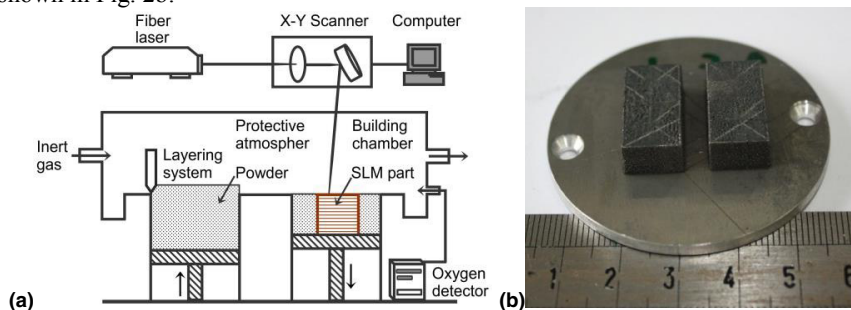 shown in Fig. 2b.
Fiber
laser
X-Y Scanner
Computer
Inert
gas
Protective
atmospher
Building
chamber
Layering
system
Powder
SLM part
Oxygen
detector
(a)
(b)
1 2 3 4 5 6